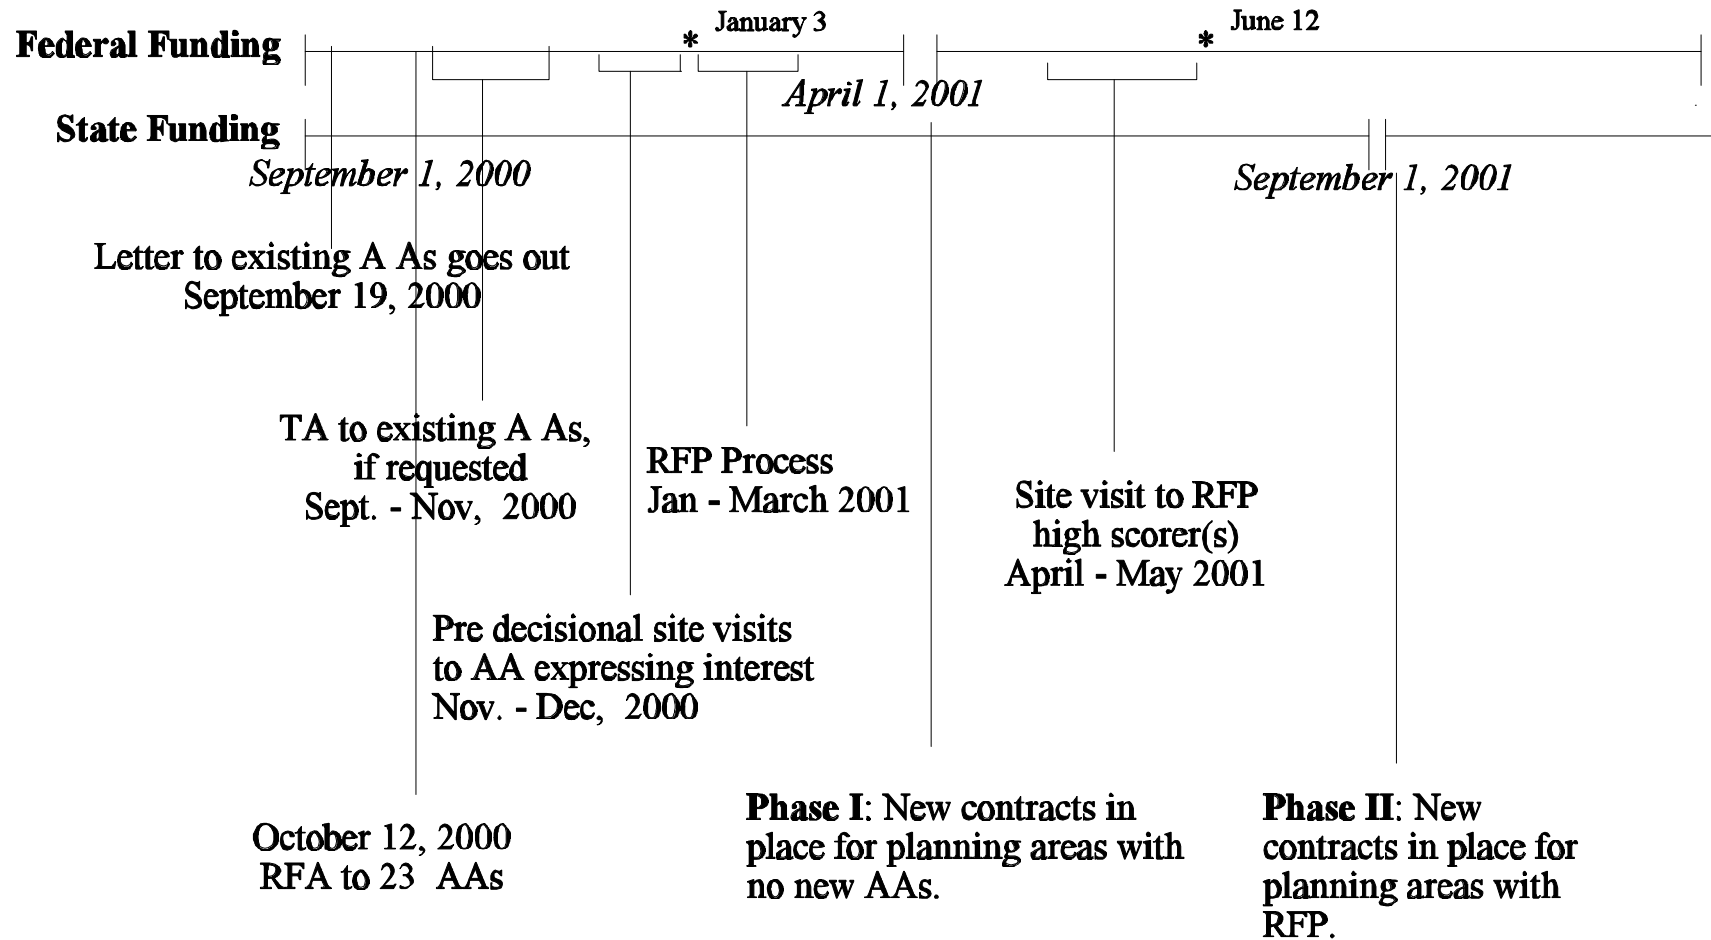 * January 3
* June 12
Federal Funding
April 1, 2001
State Funding
September 1, 2000
September 1, 2001
Letter to existing A As goes out
September 19, 2000
TA to existing A As,
if requested
Sept. - Nov, 2000
RFP Process
Jan - March 2001
Site visit to RFP
high scorer(s)
April - May 2001
Pre decisional site visits
to AA expressing interest
Nov. - Dec, 2000
October 12, 2000
RFA to 23 AAs
Phase I: New contracts in
place for planning areas with
no new AAs.
Phase II: New
contracts in place for
planning areas with
RFP.